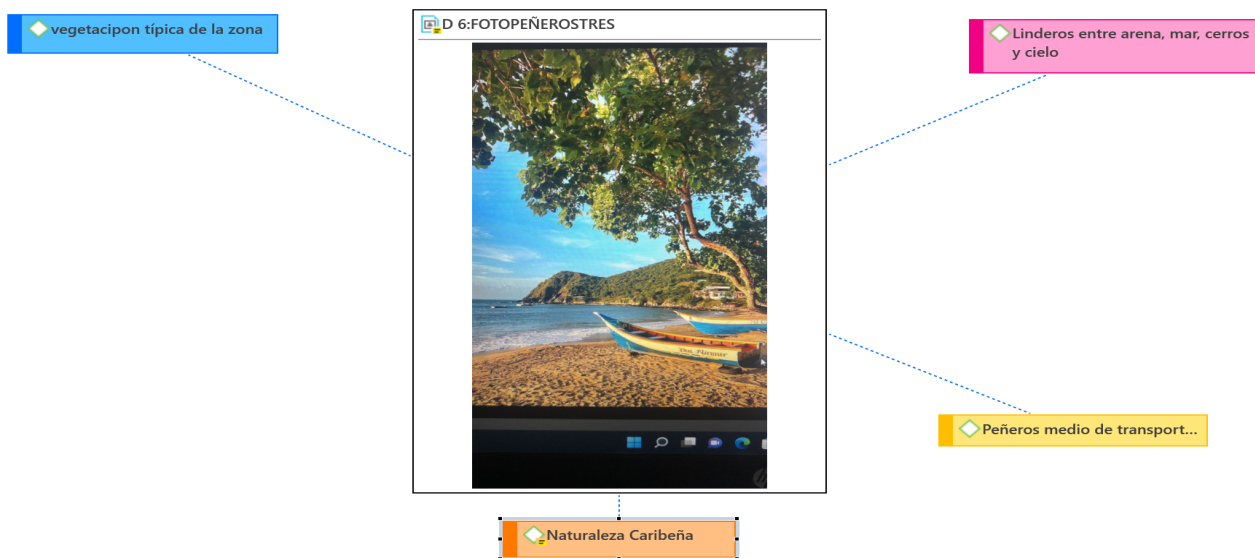 vegetacipon típica de la zona
D 6:FOTOPEÑEROSTRES
Linderos entre arena, mar, cerros
y cielo
Peñeros medio de transport...
Naturaleza Caribeña